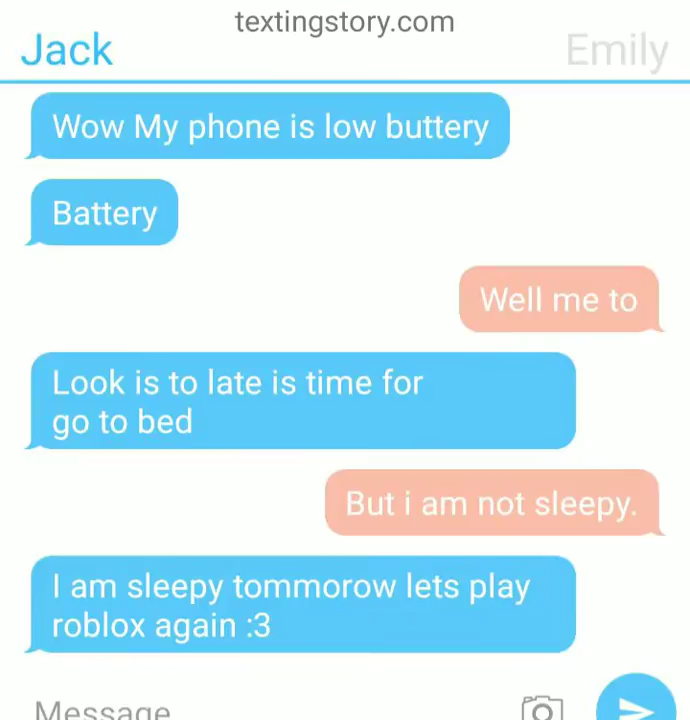 textingstory.com
Jack
Emily
Wow My phone is low buttery
Battery
Well me to
Look is to late is time for
go to bed
But i am not sleepy.
I am sleepy tommorow lets play
roblox again :3
Message